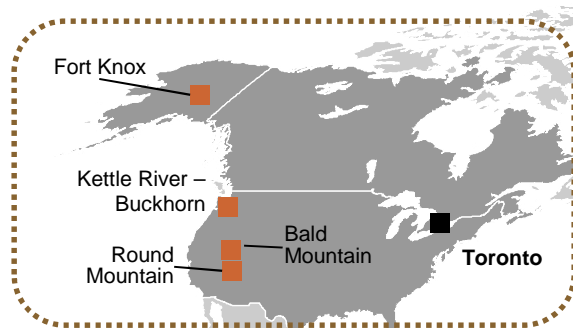 Fort Knox
Kettle River –
Buckhorn
Bald
Mountain
Round
Mountain
Toronto